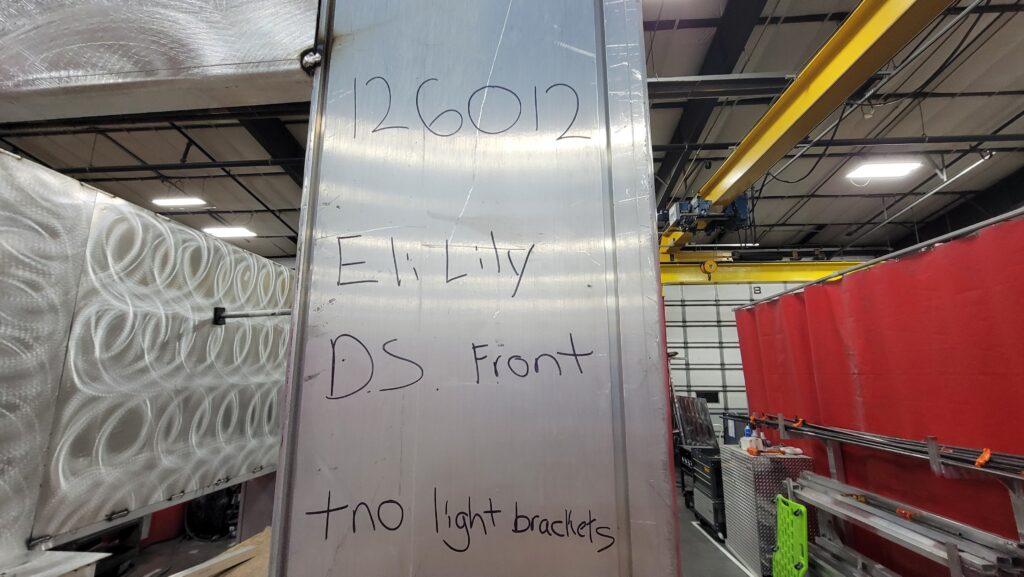 126012
Eli Lily
D.S. Front
+no light brackets
B